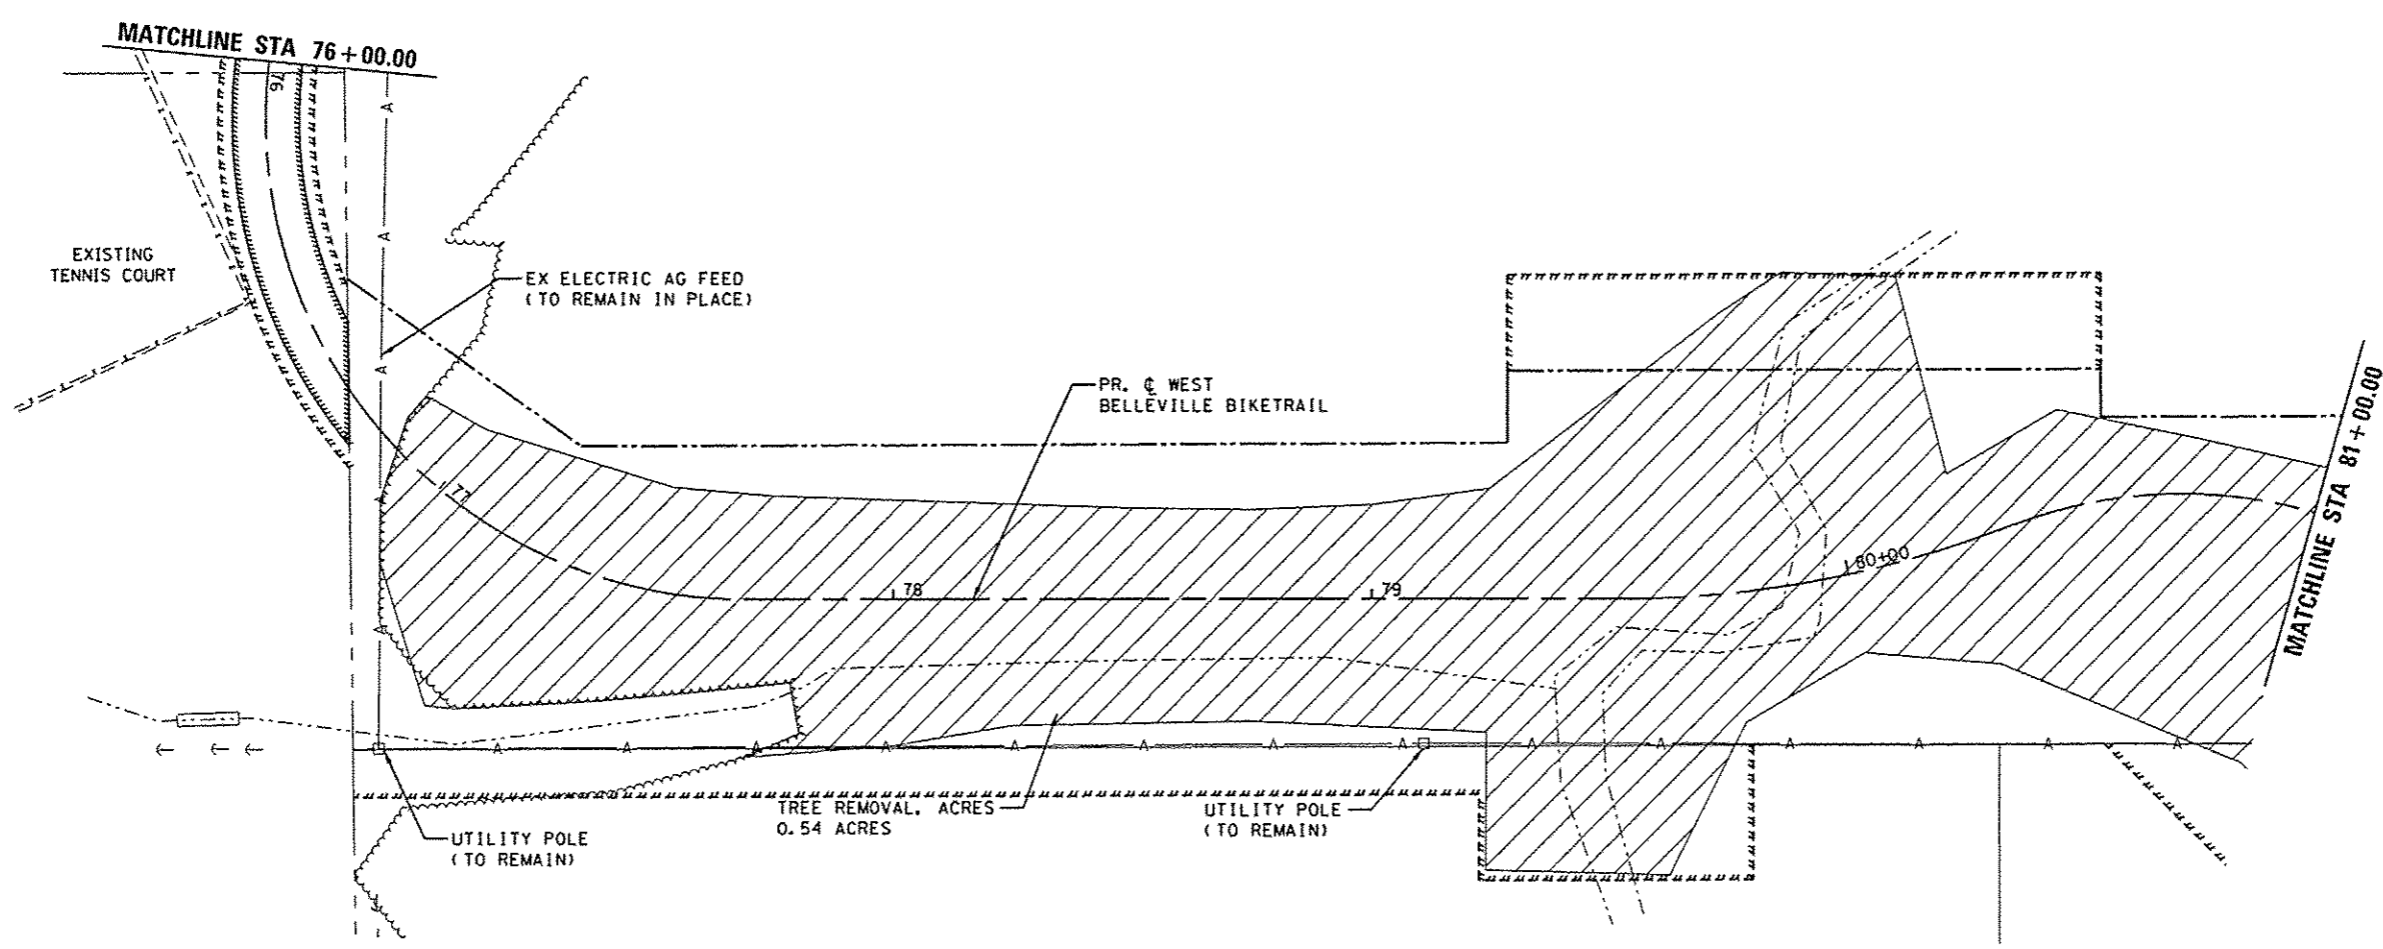 MATCHLINE STA 76+00.00
76
A
A
EXISTING
TENNIS COURT
EX ELECTRIC AG FEED
(TO REMAIN IN PLACE)
A
PR. ℄ WEST
BELLEVILLE BIKETRAIL
MATCHLINE STA 81+00.00
77
A
80+00
78
79
A
A A A A A A A A A A A A A A
TREE REMOVAL, ACRES
0.54 ACRES
UTILITY POLE
(TO REMAIN)
UTILITY POLE
(TO REMAIN)